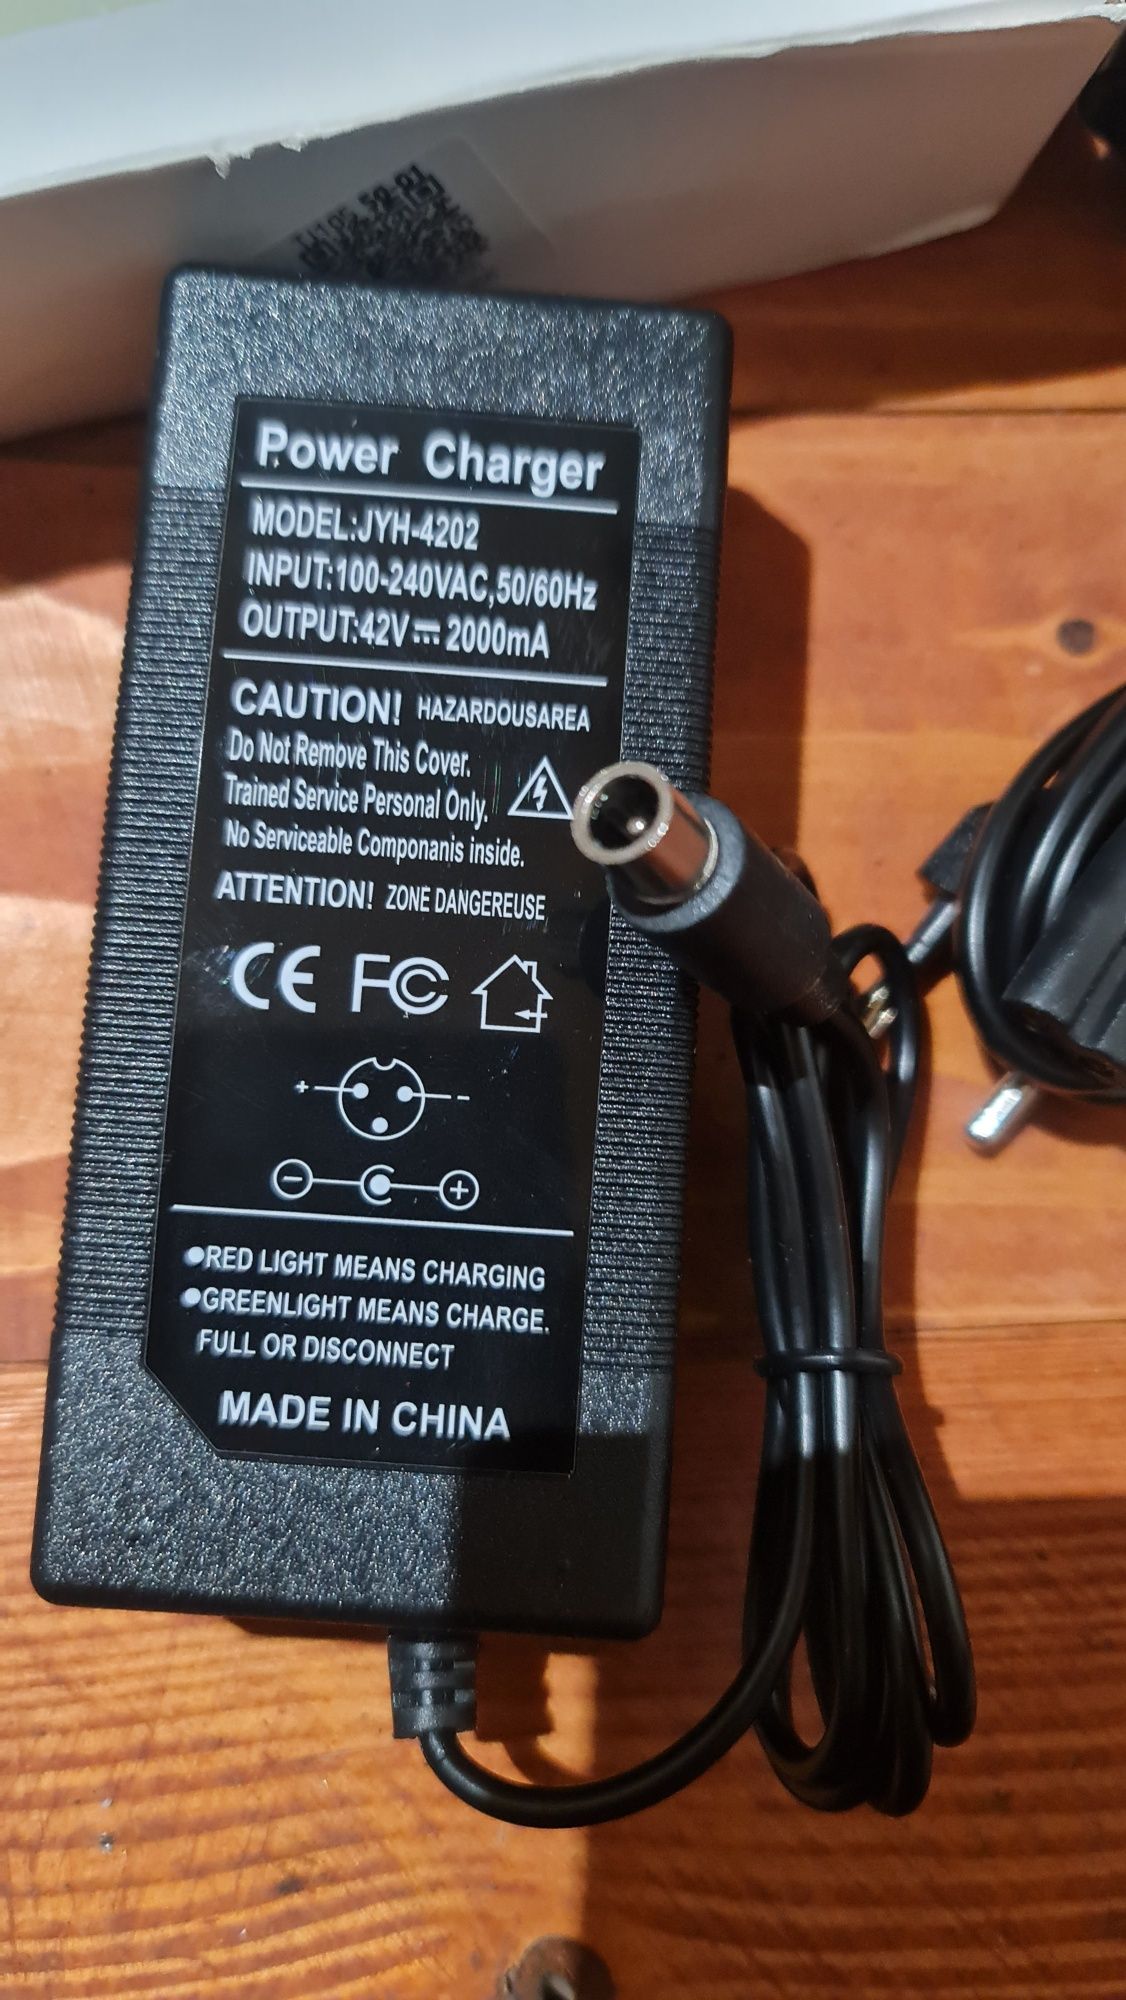 Power Charger
MODEL:JYH-4202
INPUT:100-240VAC,50/60Hz
OUTPUT:42V⎓2000mA
CAUTION! HAZARDOUSAREA
Do Not Remove This Cover.
Trained Service Personal Only.
No Serviceable Componanis inside.
ATTENTION! ZONE DANGEREUSE
CE FC
+ -
- +
●RED LIGHT MEANS CHARGING
●GREENLIGHT MEANS CHARGE.
FULL OR DISCONNECT
MADE IN CHINA